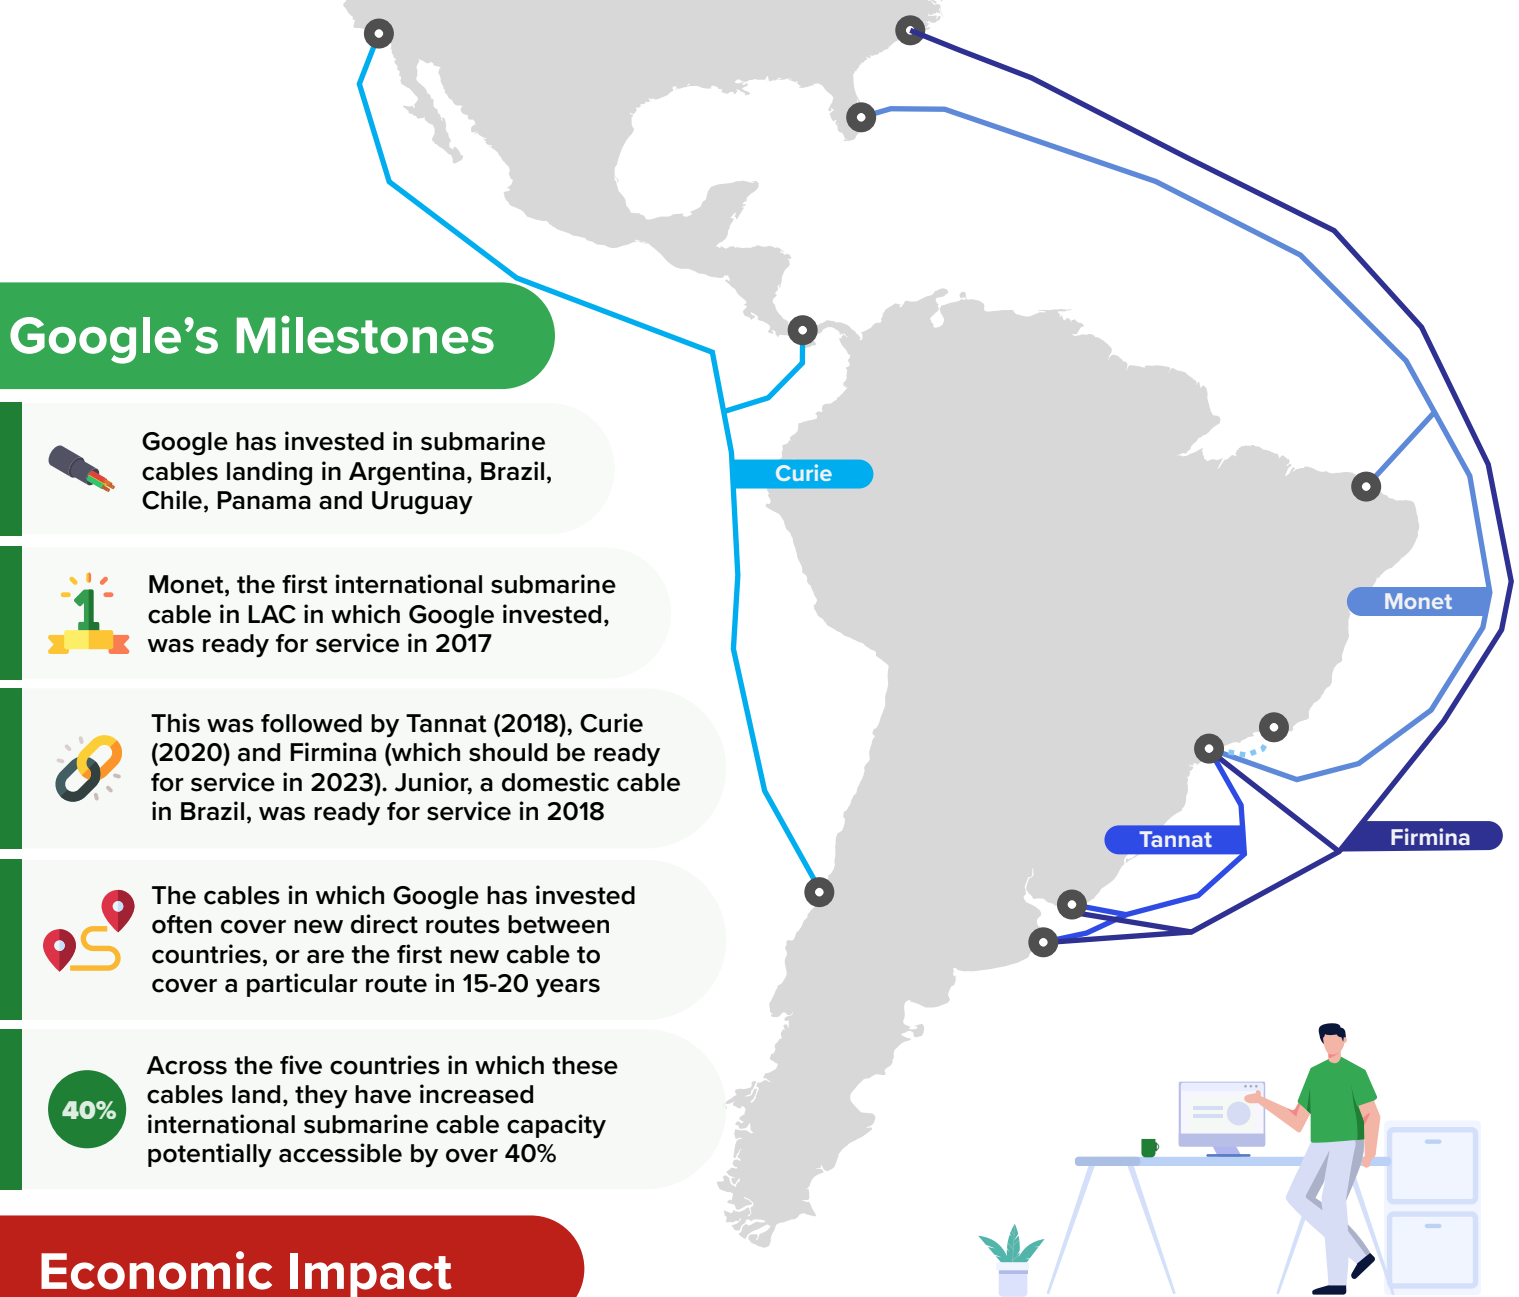 Google’s Milestones
Google has invested in submarine
cables landing in Argentina, Brazil,
Chile, Panama and Uruguay
Monet, the first international submarine
cable in LAC in which Google invested,
was ready for service in 2017
This was followed by Tannat (2018), Curie
(2020) and Firmina (which should be ready
for service in 2023). Junior, a domestic cable
in Brazil, was ready for service in 2018
The cables in which Google has invested
often cover new direct routes between
countries, or are the first new cable to
cover a particular route in 15-20 years
40%
Across the five countries in which these
cables land, they have increased
international submarine cable capacity
potentially accessible by over 40%
Economic Impact
Curie
Monet
Tannat
Firmina